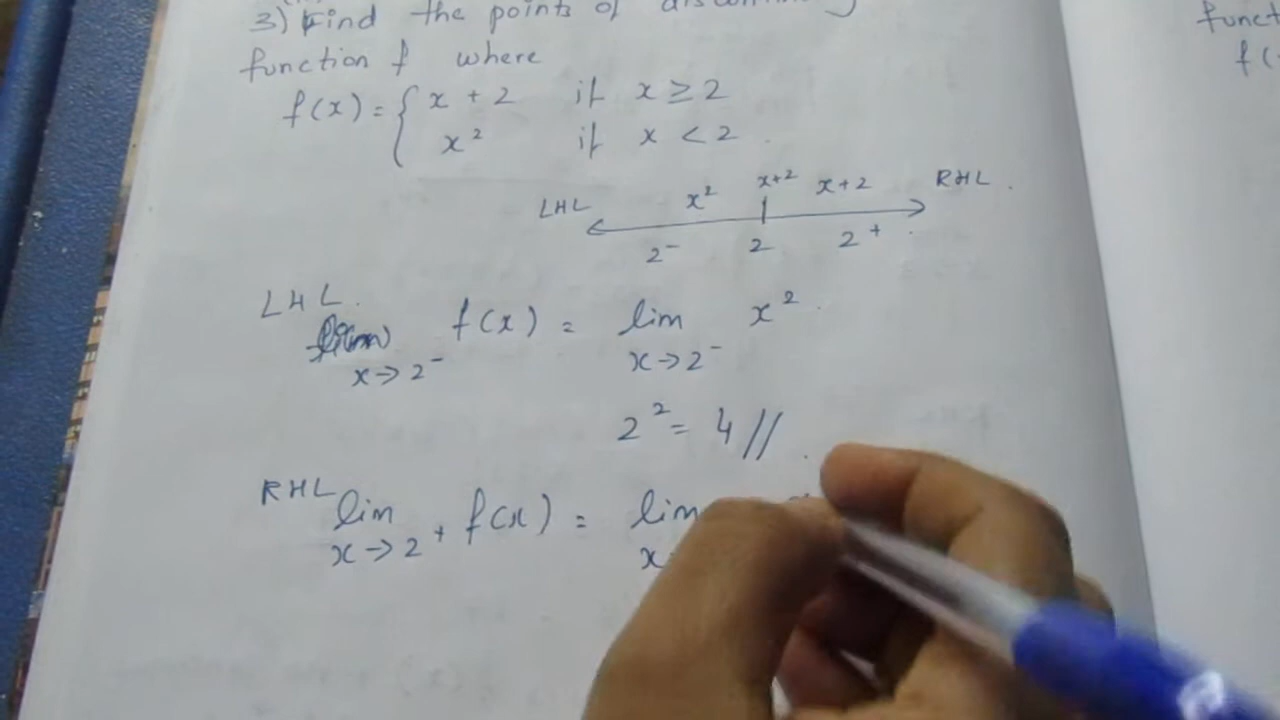 3) Find the points of
function f where
f(x) = { x + 2 if x ≥ 2
x² if x < 2
LHL x² x+2 x+2 RHL
2⁻ 2 2⁺
LHL
lim x→2⁻ f(x) = lim x→2⁻ x²
2² = 4 //
RHL lim x→2⁺ f(x) = lim
x
f(